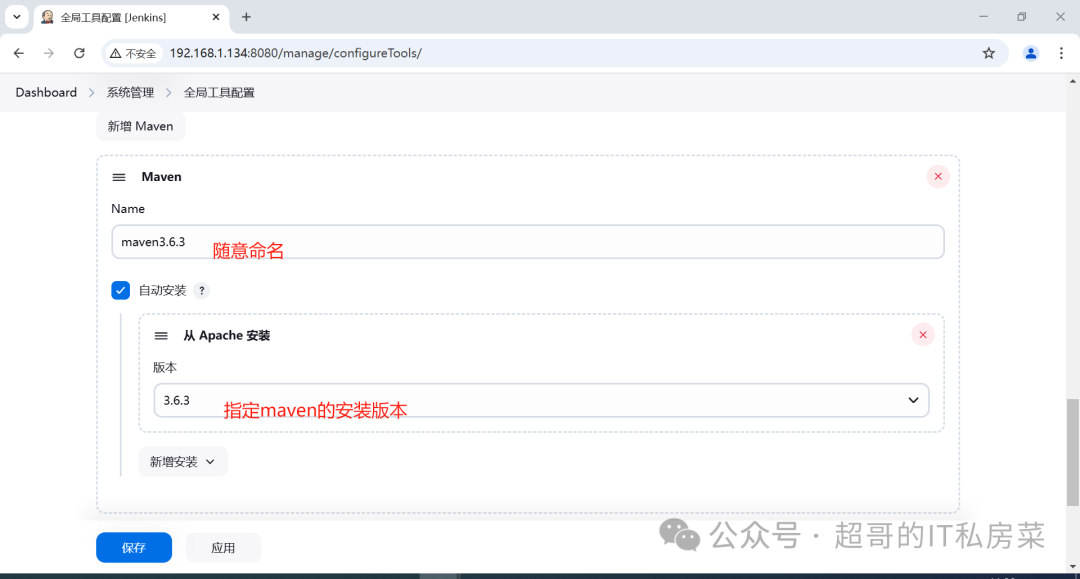 全局工具配置 [Jenkins]
不安全 192.168.1.134:8080/manage/configureTools/
Dashboard 系统管理 全局工具配置
新增 Maven
Maven
Name
maven3.6.3
随意命名
自动安装 ?
从 Apache 安装
版本
3.6.3
指定maven的安装版本
新增安装
保存 应用
公众号 · 超哥的IT私房菜